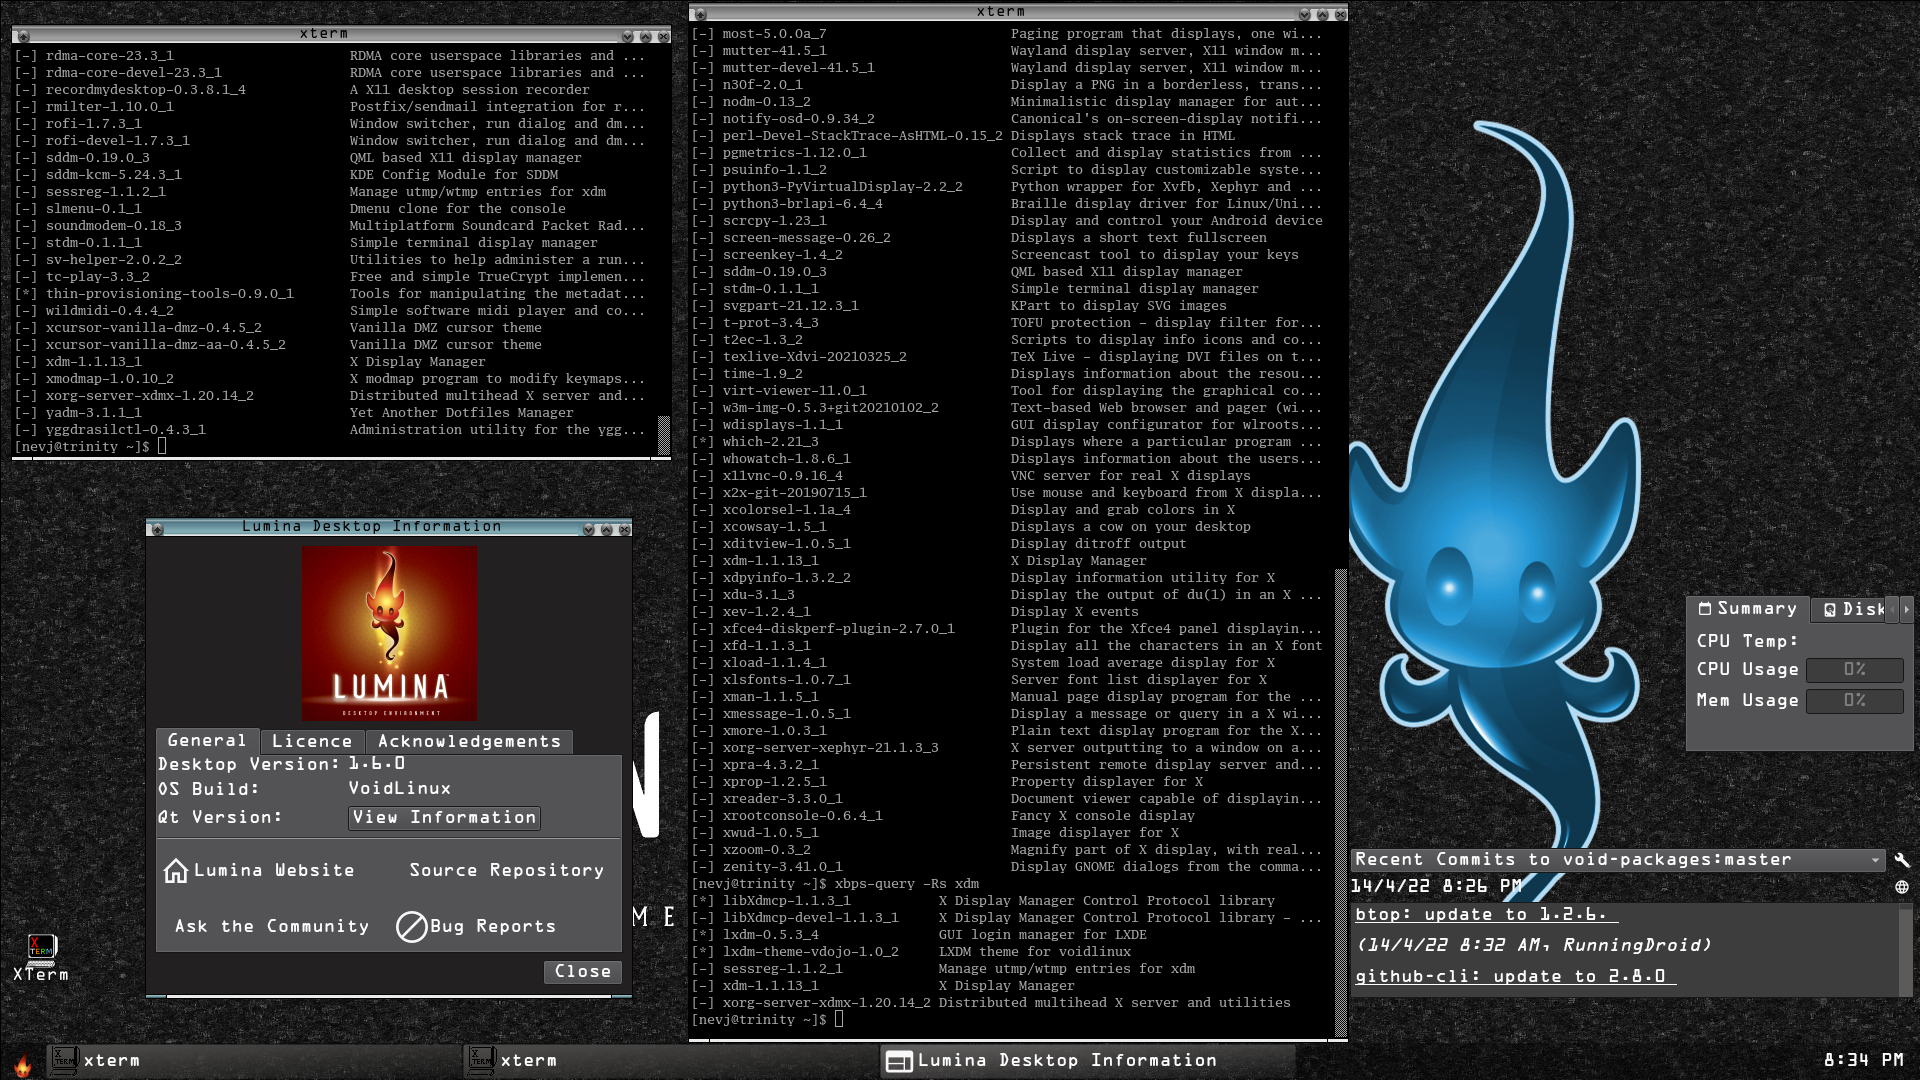 xterm
[-] rdma-core-23.3_1 RDMA core userspace libraries and ...
[-] rdma-core-devel-23.3_1 RDMA core userspace libraries and ...
[-] recordmydesktop-0.3.8.1_4 A X11 desktop session recorder
[-] rmilter-1.10.0_1 Postfix/sendmail integration for r...
[-] rofi-1.7.3_1 Window switcher, run dialog and dm...
[-] rofi-devel-1.7.3_1 Window switcher, run dialog and dm...
[-] sddm-0.19.0_3 QML based X11 display manager
[-] sddm-kcm-5.24.3_1 KDE Config Module for SDDM
[-] sessreg-1.1.2_1 Manage utmp/wtmp entries for xdm
[-] slmenu-0.1_1 Dmenu clone for the console
[-] soundmodem-0.18_3 Multiplatform Soundcard Packet Rad...
[-] stdm-0.1.1_1 Simple terminal display manager
[-] sv-helper-2.0.2_2 Utilities to help administer a run...
[-] tc-play-3.3_2 Free and simple TrueCrypt implemen...
[*] thin-provisioning-tools-0.9.0_1 Tools for manipulating the metadat...
[-] wildmidi-0.4.4_2 Simple software midi player and co...
[-] xcursor-vanilla-dmz-0.4.5_2 Vanilla DMZ cursor theme
[-] xcursor-vanilla-dmz-aa-0.4.5_2 Vanilla DMZ cursor theme
[-] xdm-1.1.13_1 X Display Manager
[-] xmodmap-1.0.10_2 X modmap program to modify keymaps...
[-] xorg-server-xdmx-1.20.14_2 Distributed multihead X server and...
[-] yadm-3.1.1_1 Yet Another Dotfiles Manager
[-] yggdrasilctl-0.4.3_1 Administration utility for the ygg...
[nevj@trinity ~]$
xterm
[-] most-5.0.0a_7 Paging program that displays, one wi...
[-] mutter-41.5_1 Wayland display server, X11 window m...
[-] mutter-devel-41.5_1 Wayland display server, X11 window m...
[-] n30f-2.0_1 Display a PNG in a borderless, trans...
[-] nodm-0.13_2 Minimalistic display manager for aut...
[-] notify-osd-0.9.34_2 Canonical's on-screen-display notifi...
[-] perl-Devel-StackTrace-AsHTML-0.15_2 Displays stack trace in HTML
[-] pgmetrics-1.12.0_1 Collect and display statistics from ...
[-] psuinfo-1.1_2 Script to display customizable syste...
[-] python3-PyVirtualDisplay-2.2_2 Python wrapper for Xvfb, Xephyr and ...
[-] python3-brlapi-6.4_4 Braille display driver for Linux/Uni...
[-] scrcpy-1.23_1 Display and control your Android device
[-] screen-message-0.26_2 Displays a short text fullscreen
[-] screenkey-1.4_2 Screencast tool to display your keys
[-] sddm-0.19.0_3 QML based X11 display manager
[-] stdm-0.1.1_1 Simple terminal display manager
[-] svgpart-21.12.3_1 KPart to display SVG images
[-] t-prot-3.4_3 TOFU protection - display filter for...
[-] t2ec-1.3_2 Scripts to display info icons and co...
[-] texlive-Xdvi-20210325_2 TeX Live - displaying DVI files on t...
[-] time-1.9_2 Displays information about the resou...
[-] virt-viewer-11.0_1 Tool for displaying the graphical co...
[-] w3m-img-0.5.3+git20210102_2 Text-based Web browser and pager (wi...
[-] wdisplays-1.1_1 GUI display configurator for wlroots...
[*] which-2.21_3 Displays where a particular program ...
[-] whowatch-1.8.6_1 Displays information about the users...
[-] x11vnc-0.9.16_4 VNC server for real X displays
[-] x2x-git-20190715_1 Use mouse and keyboard from X displa...
[-] xcolorsel-1.1a_4 Display and grab colors in X
[-] xcowsay-1.5_1 Displays a cow on your desktop
[-] xditview-1.0.5_1 Display ditroff output
[-] xdm-1.1.13_1 X Display Manager
[-] xdpyinfo-1.3.2_2 Display information utility for X
[-] xdu-3.1_3 Display the output of du(1) in an X ...
[-] xev-1.2.4_1 Display X events
[-] xfce4-diskperf-plugin-2.7.0_1 Plugin for the Xfce4 panel displayin...
[-] xfd-1.1.3_1 Display all the characters in an X font
[-] xload-1.1.4_1 System load average display for X
[-] xlsfonts-1.0.7_1 Server font list displayer for X
[-] xman-1.1.5_1 Manual page display program for the ...
[-] xmessage-1.0.5_1 Display a message or query in a X wi...
[-] xmore-1.0.3_1 Plain text display program for the X...
[-] xorg-server-xephyr-21.1.3_3 X server outputting to a window on a...
[-] xpra-4.3.2_1 Persistent remote display server and...
[-] xprop-1.2.5_1 Property displayer for X
[-] xreader-3.3.0_1 Document viewer capable of displayin...
[-] xrootconsole-0.6.4_1 Fancy X console display
[-] xwud-1.0.5_1 Image displayer for X
[-] xzoom-0.3_2 Magnify part of X display, with real...
[-] zenity-3.41.0_1 Display GNOME dialogs from the comma...
[nevj@trinity ~]$ xbps-query -Rs xdm
[*] libXdmcp-1.1.3_1 X Display Manager Control Protocol library
[-] libXdmcp-devel-1.1.3_1 X Display Manager Control Protocol library - ...
[*] lxdm-0.5.3_4 GUI login manager for LXDE
[*] lxdm-theme-vdojo-1.0_2 LXDM theme for voidlinux
[-] sessreg-1.1.2_1 Manage utmp/wtmp entries for xdm
[-] xdm-1.1.13_1 X Display Manager
[-] xorg-server-xdmx-1.20.14_2 Distributed multihead X server and utilities
[nevj@trinity ~]$
Lumina Desktop Information
LUMINA
DESKTOP ENVIRONMENT
General Licence Acknowledgements
Desktop Version: 1.6.0
OS Build: VoidLinux
Qt Version: View Information
Lumina Website Source Repository
Ask the Community Bug Reports
Close
N
M E
X TERM
XTerm
Summary Disk
CPU Temp:
CPU Usage 0%
Mem Usage 0%
Recent Commits to void-packages:master
14/4/22 8:26 PM
btop: update to 1.2.6.
(14/4/22 8:32 AM, RunningDroid)
github-cli: update to 2.8.0
xterm
xterm
Lumina Desktop Information
8:34 PM